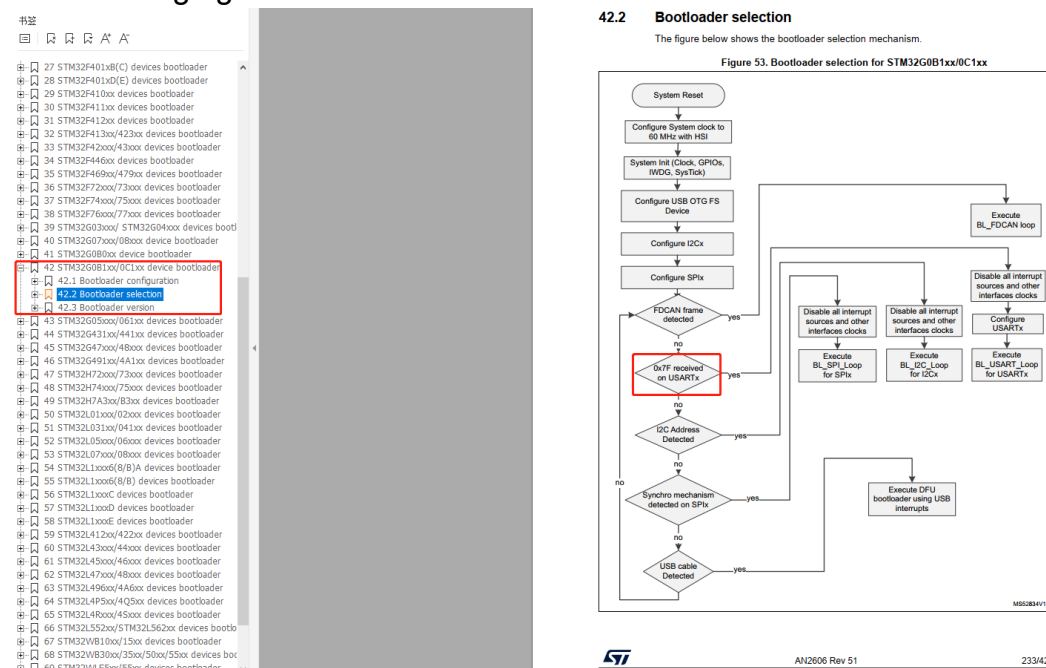 书签
27 STM32F401xB(C) devices bootloader
28 STM32F401xD(E) devices bootloader
29 STM32F410xx devices bootloader
30 STM32F411xx devices bootloader
31 STM32F412xx devices bootloader
32 STM32F413xx/423xx devices bootloader
33 STM32F42xxx/43xxx devices bootloader
34 STM32F446xx devices bootloader
35 STM32F469xx/479xx devices bootloader
36 STM32F72xxx/73xxx devices bootloader
37 STM32F74xxx/75xxx devices bootloader
38 STM32F76xxx/77xxx devices bootloader
39 STM32G03xxx/ STM32G04xxx devices bootl
40 STM32G07xxx/08xxx device bootloader
41 STM32G0B0xx device bootloader
42 STM32G0B1xx/0C1xx device bootloader
42.1 Bootloader configuration
42.2 Bootloader selection
42.3 Bootloader version
43 STM32G05xxx/061xx devices bootloader
44 STM32G431xx/441xx devices bootloader
45 STM32G47xxx/48xxx devices bootloader
46 STM32G491xx/4A1xx devices bootloader
47 STM32H72xxx/73xxx devices bootloader
48 STM32H74xxx/75xxx devices bootloader
49 STM32H7A3xx/B3xx devices bootloader
50 STM32L01xxx/02xxx devices bootloader
51 STM32L031xx/041xx devices bootloader
52 STM32L05xxx/06xxx devices bootloader
53 STM32L07xxx/08xxx devices bootloader
54 STM32L1xxx6(8/B)A devices bootloader
55 STM32L1xxx6(8/B) devices bootloader
56 STM32L1xxxC devices bootloader
57 STM32L1xxxD devices bootloader
58 STM32L1xxxE devices bootloader
59 STM32L412xx/422xx devices bootloader
60 STM32L43xxx/44xxx devices bootloader
61 STM32L45xxx/46xxx devices bootloader
62 STM32L47xxx/48xxx devices bootloader
63 STM32L496xx/4A6xx devices bootloader
64 STM32L4P5xx/4Q5xx devices bootloader
65 STM32L4Rxxx/4Sxxx devices bootloader
66 STM32L552xx/STM32L562xx devices bootlo
67 STM32WB10xx/15xx devices bootloader
68 STM32WB30xx/35xx/50xx/55xx devices boo
42.2 Bootloader selection
The figure below shows the bootloader selection mechanism.
Figure 53. Bootloader selection for STM32G0B1xx/0C1xx
System Reset
Configure System clock to
60 MHz with HSI
System Init (Clock, GPIOs,
IWDG, SysTick)
Configure USB OTG FS
Device
Configure I2Cx
Configure SPIx
FDCAN frame
detected
yes
no
0x7F received
on USARTx
yes
no
I2C Address
Detected
yes
no
Synchro mechanism
detected on SPIx
yes
no
USB cable
Detected
yes
no
Disable all interrupt
sources and other
interfaces clocks
Execute
BL_SPI_Loop
for SPIx
Disable all interrupt
sources and other
interfaces clocks
Execute
BL_I2C_Loop
for I2Cx
Execute
BL_FDCAN loop
Disable all interrupt
sources and other
interfaces clocks
Configure
USARTx
Execute
BL_USART_Loop
for USARTx
Execute DFU
bootloader using USB
interrupts
MS52834V1
AN2606 Rev 51
233/42